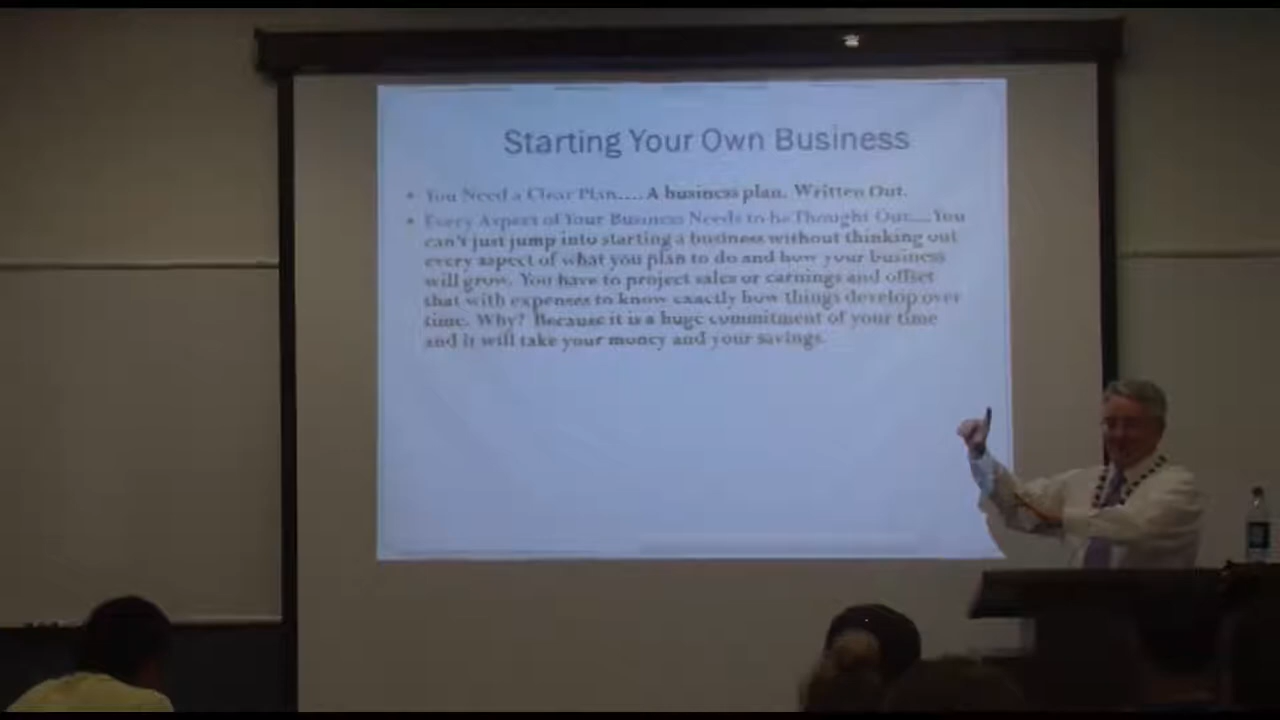 Starting Your Own Business
• You Need a Clear Plan.... A business plan. Written Out.
• Every Aspect of Your Business Needs to be Thought Out.... You
can't just jump into starting a business without thinking out
every aspect of what you plan to do and how your business
will grow. You have to project sales or earnings and offset
that with expenses to know exactly how things develop over
time. Why? Because it is a huge commitment of your time
and it will take your money and your savings.